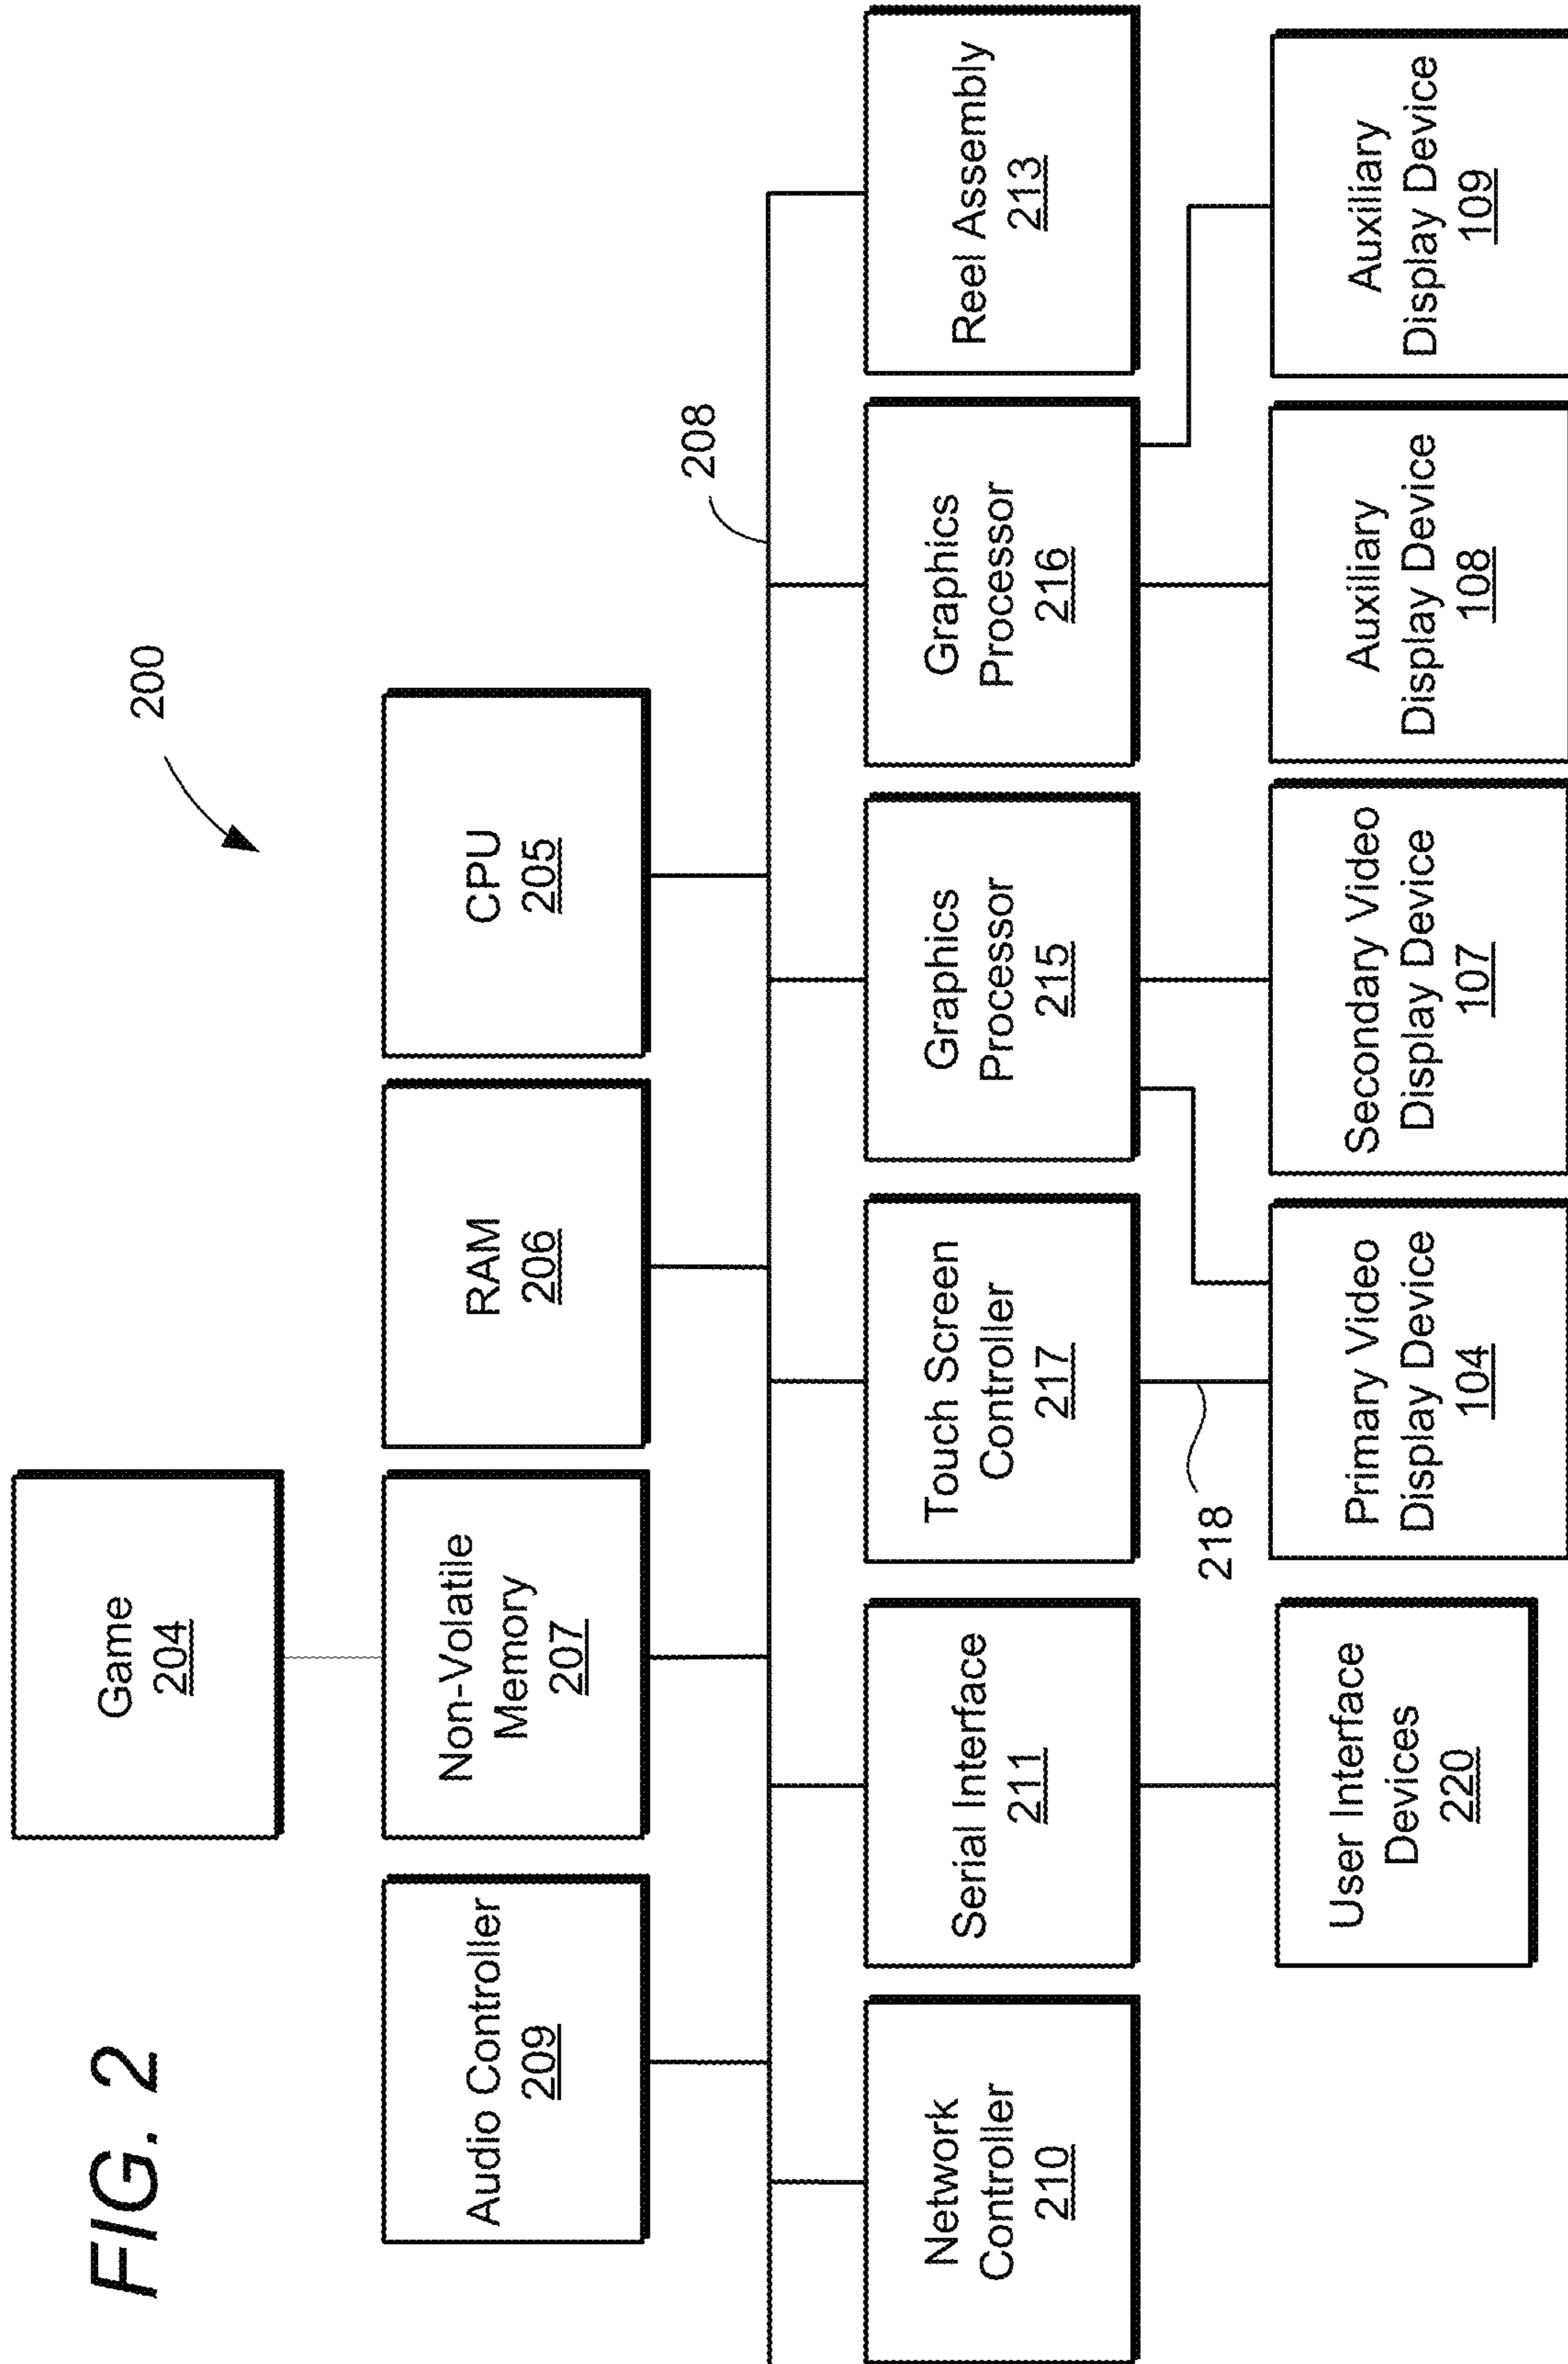 FIG. 2
200
Game
204
Audio Controller
209
Non-Volatile
Memory
207
RAM
206
CPU
205
208
Network
Controller
210
Serial Interface
211
Touch Screen
Controller
217
Graphics
Processor
215
Graphics
Processor
216
Reel Assembly
213
218
User Interface
Devices
220
Primary Video
Display Device
104
Secondary Video
Display Device
107
Auxiliary
Display Device
108
Auxiliary
Display Device
109